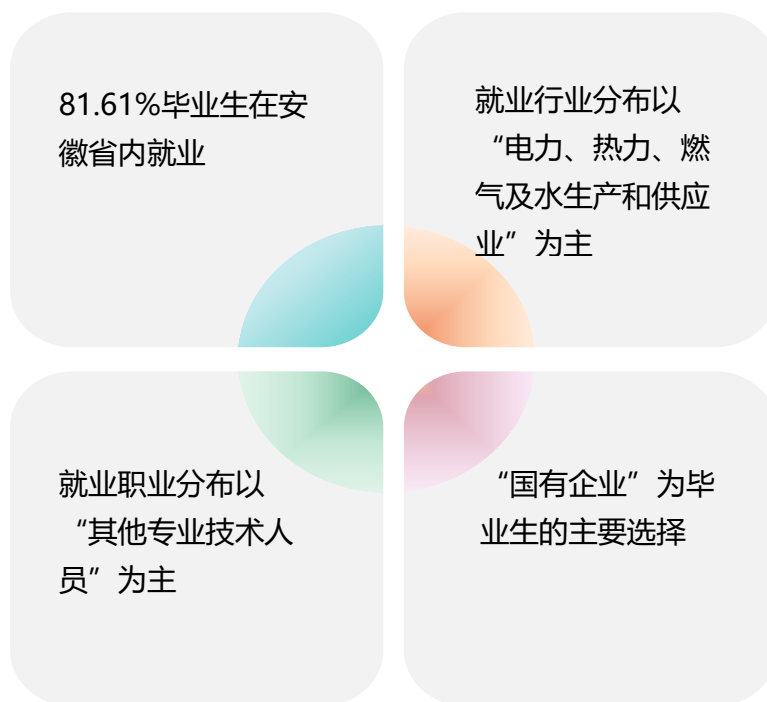 81.61%毕业生在安
徽省内就业
就业行业分布以
“电力、热力、燃
气及水生产和供应
业”为主
就业职业分布以
“其他专业技术人
员”为主
“国有企业”为毕
业生的主要选择